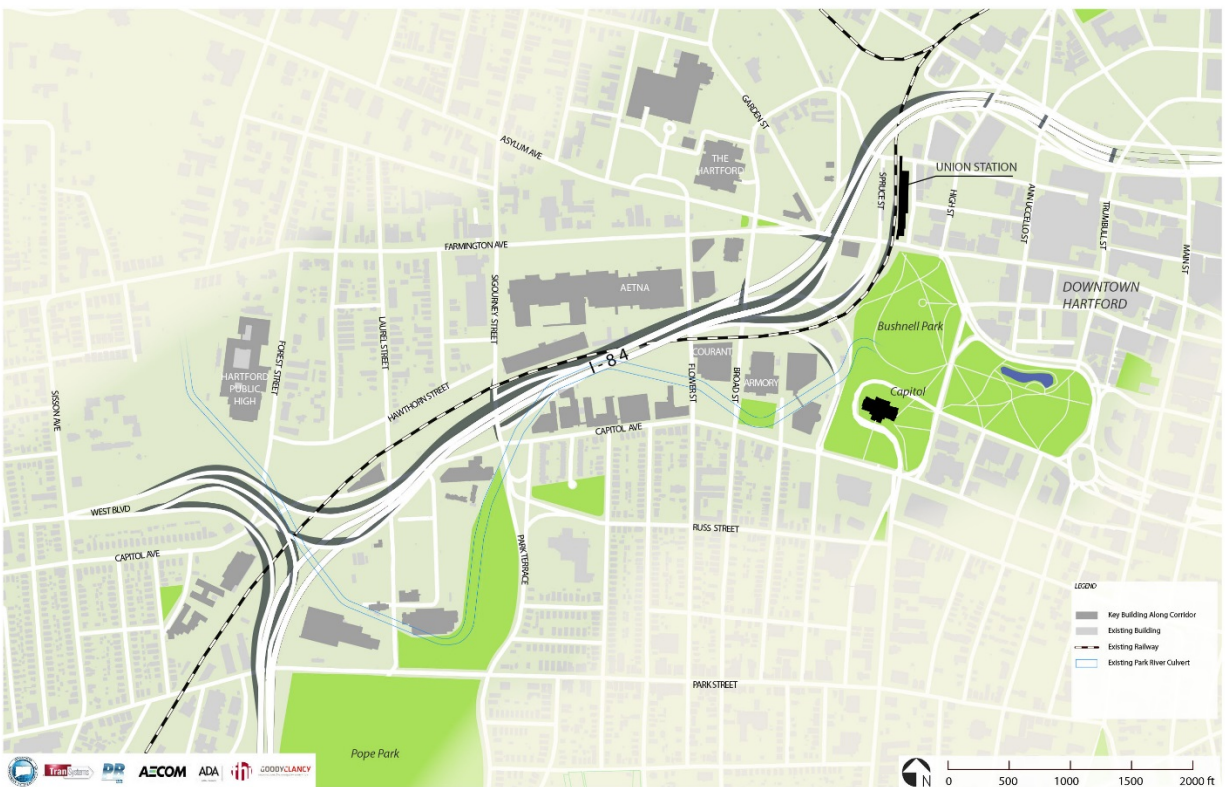 GARDEN ST
ASYLUM AVE
THE
HARTFORD
UNION STATION
SPRUCE ST
HIGH ST
ANN UCCELLO ST
TRUMBULL ST
MAIN ST
FARMINGTON AVE
SIGOURNEY STREET
AETNA
DOWNTOWN
HARTFORD
Bushnell Park
LAUREL STREET
FOREST STREET
HARTFORD
PUBLIC
HIGH
SISSON AVE
HAWTHORN STREET
I-84
COURANT
FLOWER ST
BROAD ST
ARMORY
Capitol
CAPITOL AVE
WEST BLVD
CAPITOL AVE
RUSS STREET
PARK TERRACE
PARK STREET
Pope Park
LEGEND
Key Building Along Corridor
Existing Building
Existing Railway
Existing Park River Culvert
TranSystems
AECOM
ADA
fhi
GOODYCLANCY
N
0 500 1000 1500 2000 ft